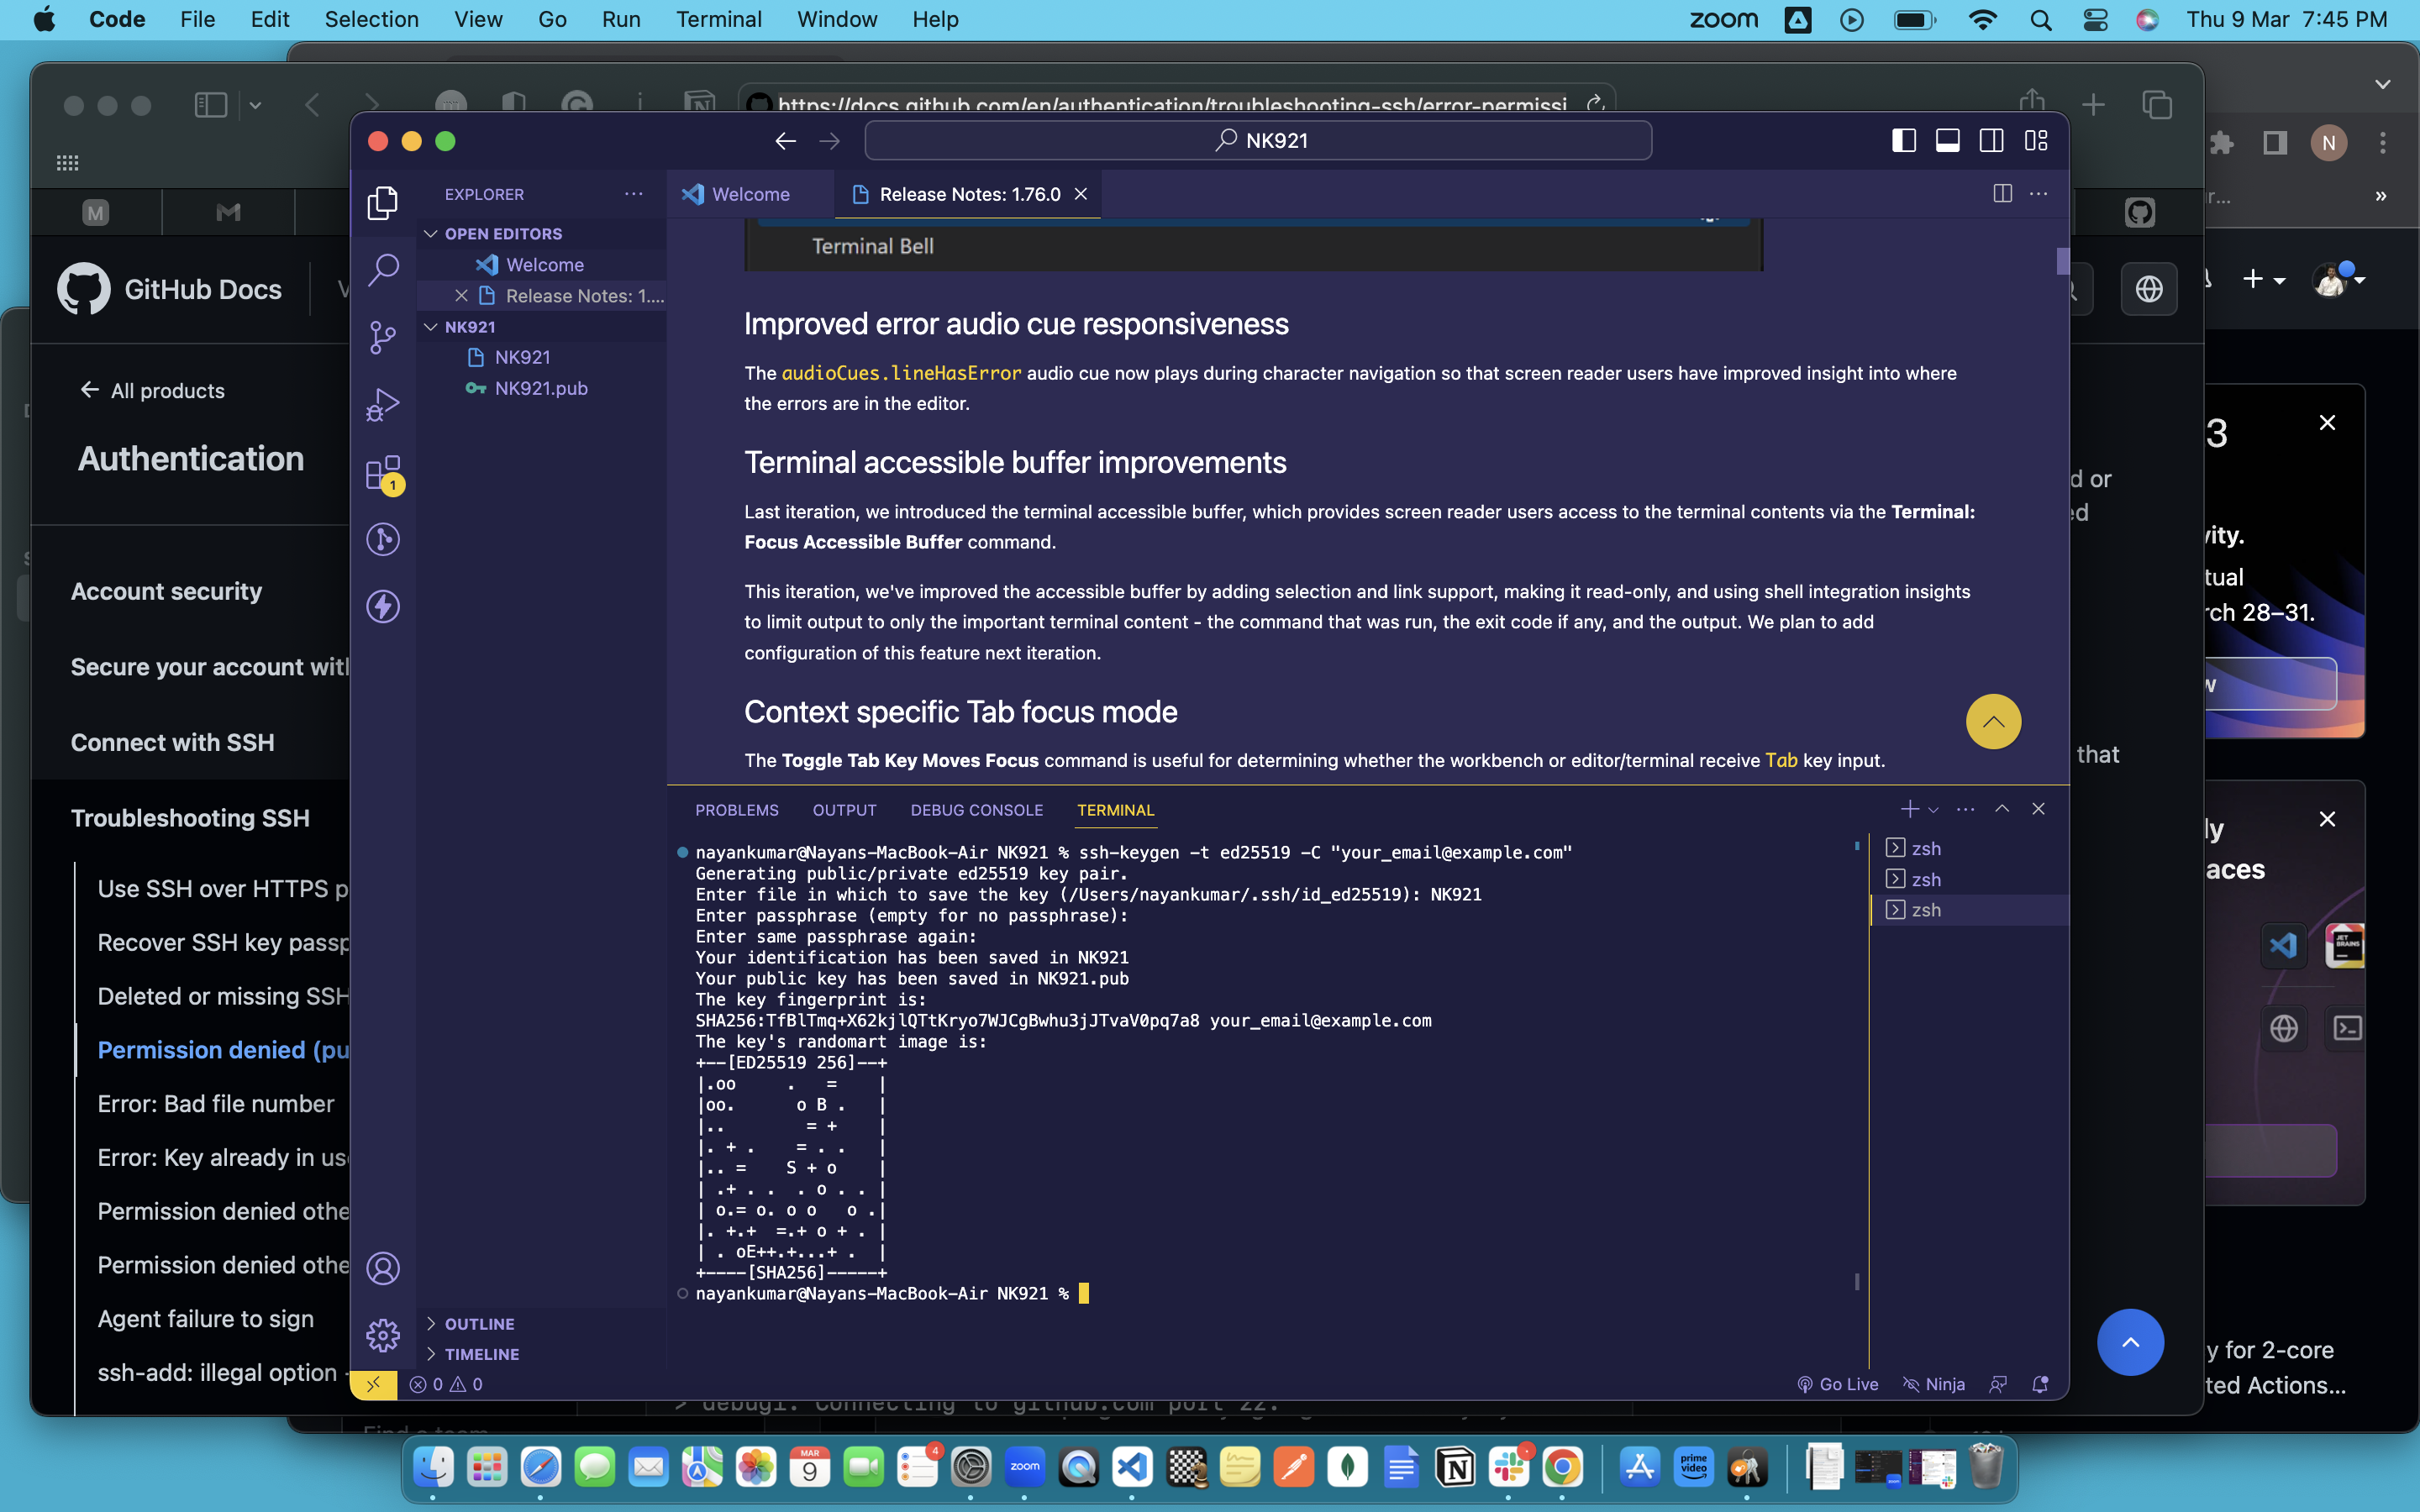 Code File Edit Selection View Go Run Terminal Window Help
zoom
Thu 9 Mar 7:45 PM
https://docs.github.com/en/authentication/troubleshooting-ssh/error-permissi
NK921
N
EXPLORER
Welcome
Release Notes: 1.76.0
OPEN EDITORS
Welcome
Release Notes: 1....
NK921
NK921
NK921.pub
1
M
GitHub Docs
All products
Authentication
Account security
Secure your account wit
Connect with SSH
Troubleshooting SSH
Use SSH over HTTPS p
Recover SSH key passp
Deleted or missing SSH
Permission denied (pu
Error: Bad file number
Error: Key already in us
Permission denied othe
Permission denied othe
Agent failure to sign
ssh-add: illegal option -
Terminal Bell
Improved error audio cue responsiveness
The audioCues.lineHasError audio cue now plays during character navigation so that screen reader users have improved insight into where
the errors are in the editor.
Terminal accessible buffer improvements
Last iteration, we introduced the terminal accessible buffer, which provides screen reader users access to the terminal contents via the Terminal:
Focus Accessible Buffer command.
This iteration, we've improved the accessible buffer by adding selection and link support, making it read-only, and using shell integration insights
to limit output to only the important terminal content - the command that was run, the exit code if any, and the output. We plan to add
configuration of this feature next iteration.
Context specific Tab focus mode
The Toggle Tab Key Moves Focus command is useful for determining whether the workbench or editor/terminal receive Tab key input.
PROBLEMS OUTPUT DEBUG CONSOLE TERMINAL
nayankumar@Nayans-MacBook-Air NK921 % ssh-keygen -t ed25519 -C "your_email@example.com"
Generating public/private ed25519 key pair.
Enter file in which to save the key (/Users/nayankumar/.ssh/id_ed25519): NK921
Enter passphrase (empty for no passphrase):
Enter same passphrase again:
Your identification has been saved in NK921
Your public key has been saved in NK921.pub
The key fingerprint is:
SHA256:TfBlTmq+X62kjlQTtKryo7WJCgBwhu3jJTvaV0pq7a8 your_email@example.com
The key's randomart image is:
+--[ED25519 256]--+
|.oo     .   =    |
|oo.      o B .   |
|..        = +    |
|. + .    = . .   |
|.. =    S + o    |
| .+ . .  . o . . |
| o.= o. o o   o .|
|. +.+  =.+ o + . |
| . oE++.+...+ .  |
+----[SHA256]-----+
nayankumar@Nayans-MacBook-Air NK921 %
zsh
zsh
zsh
OUTLINE
TIMELINE
0 0
Go Live
Ninja
3
d or
ed
ity.
tual
rch 28–31.
that
ly
aces
JET
BRAINS
y for 2-core
ted Actions...
> debug1: Connecting to github.com port 22.
Find a team
MAR
9
4
zoom
prime
video